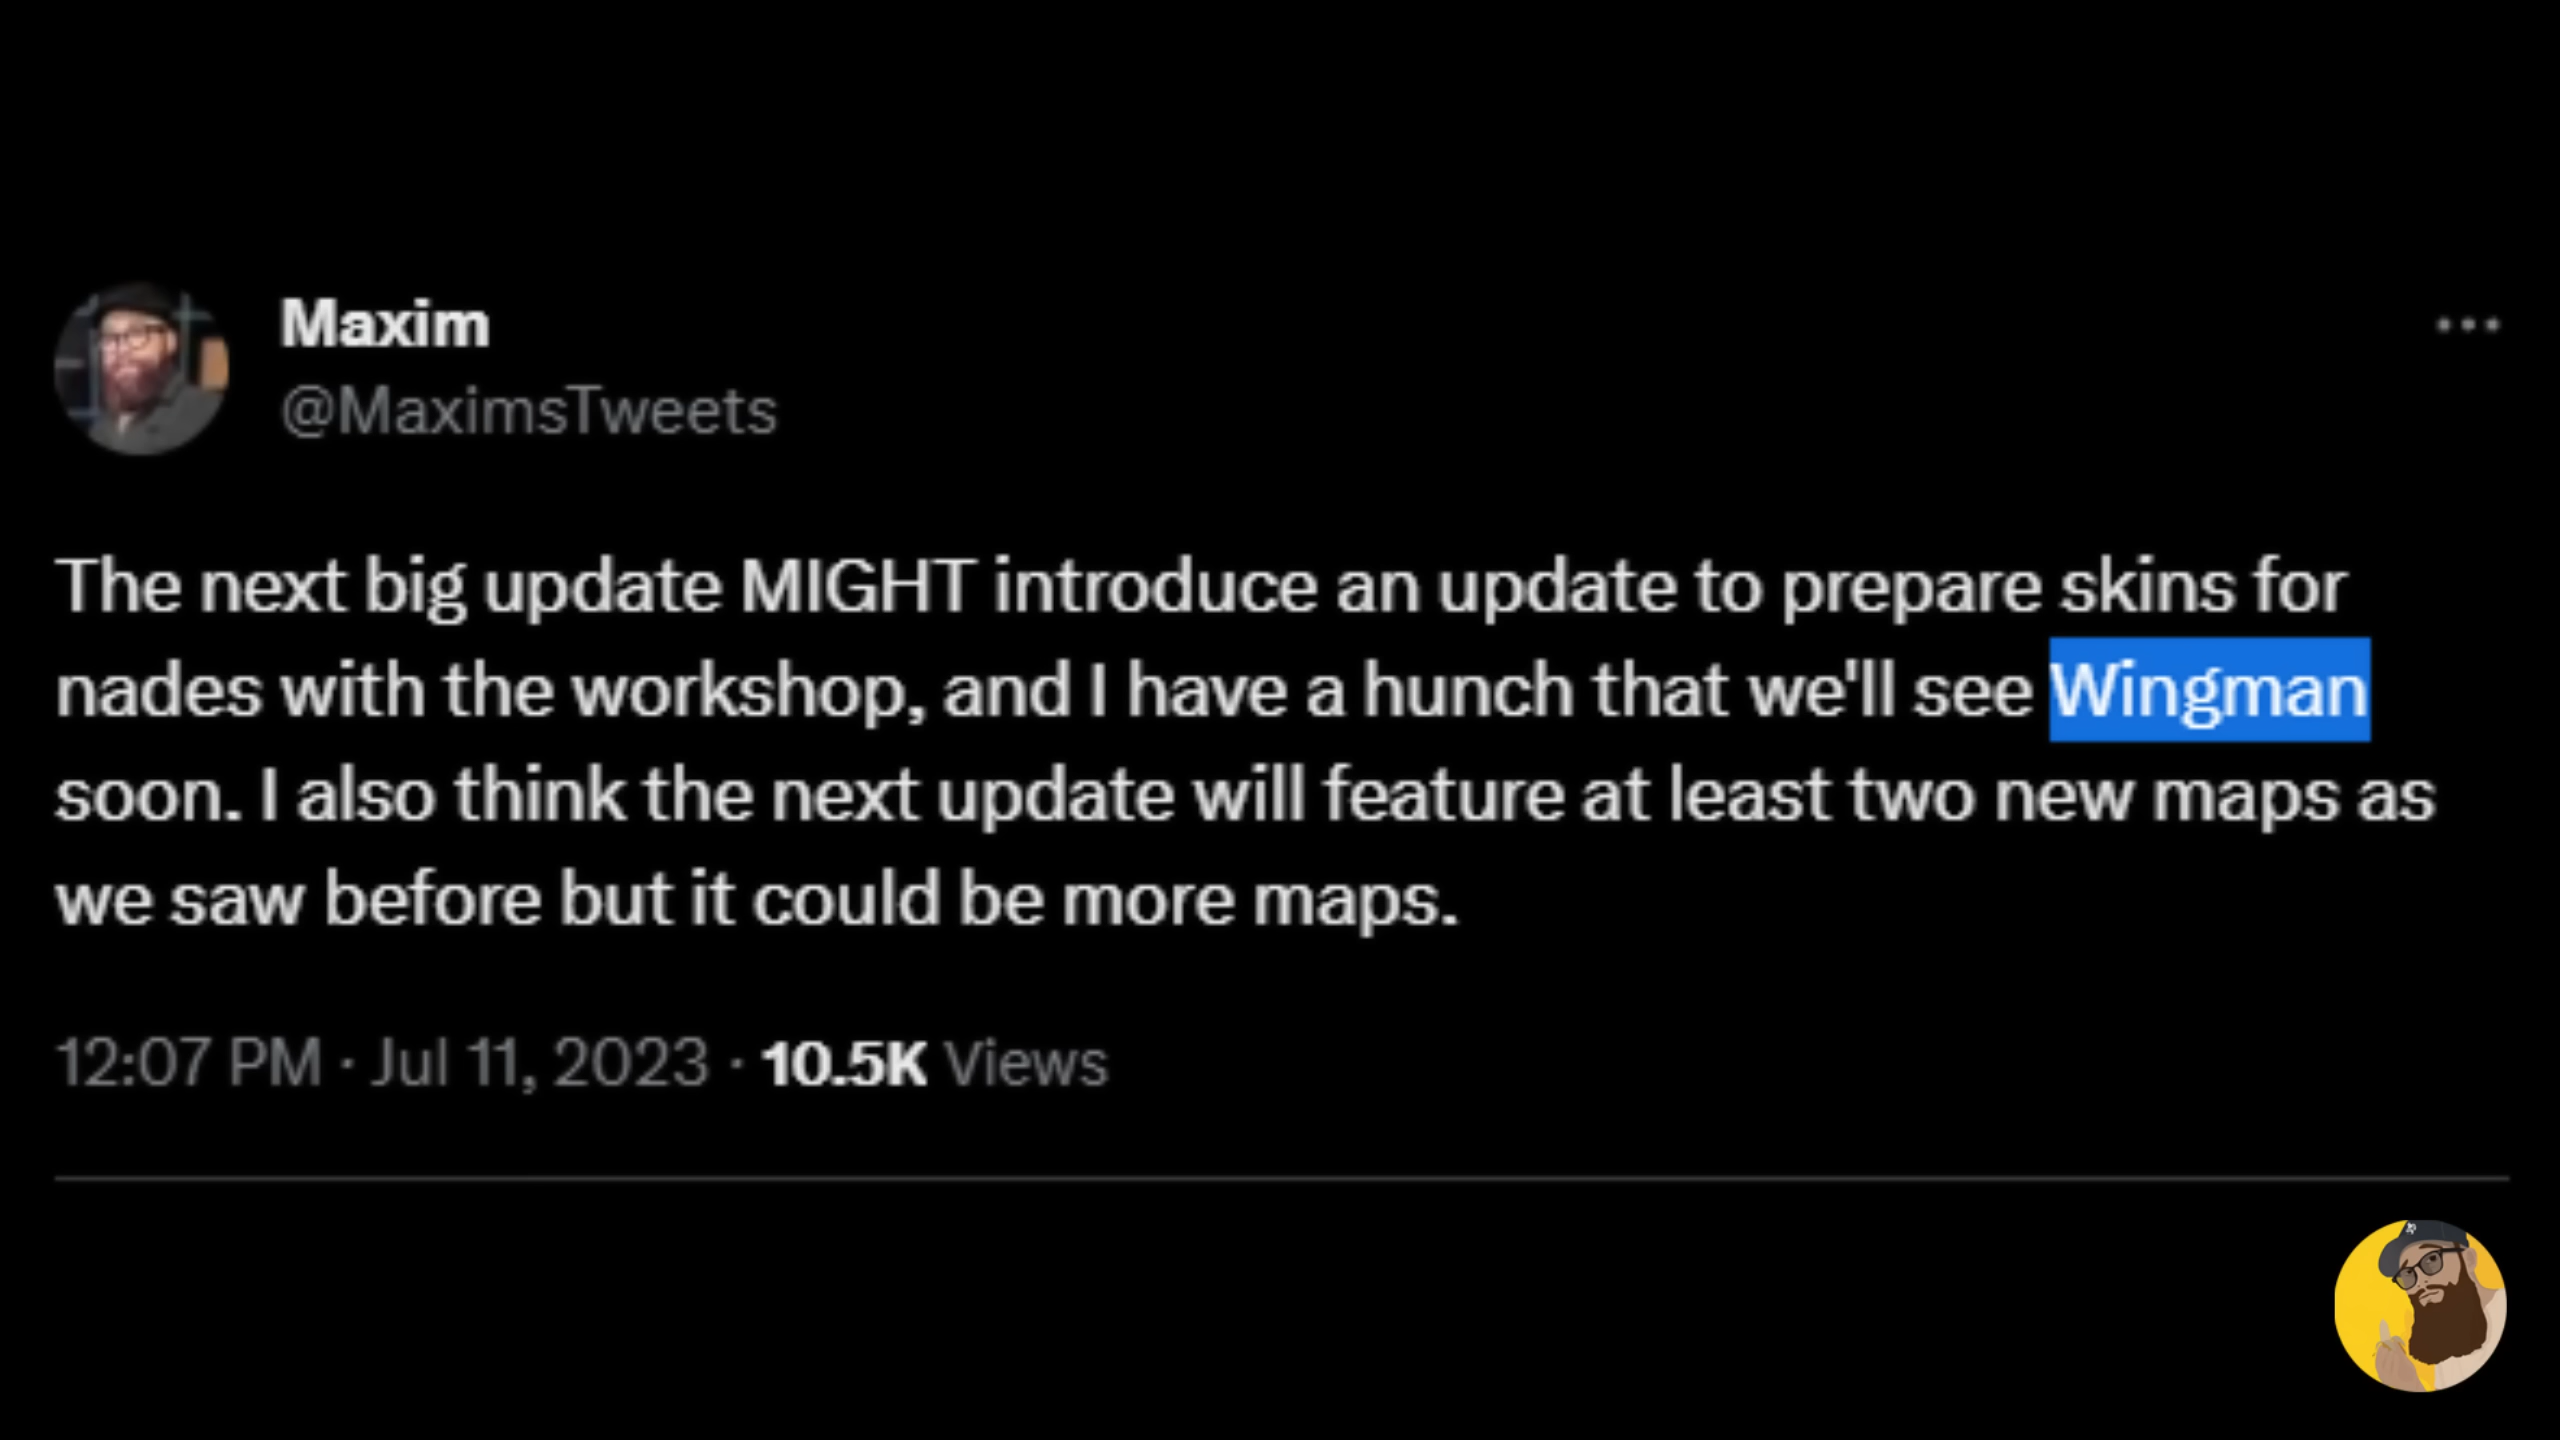 Maxim
@MaximsTweets
The next big update MIGHT introduce an update to prepare skins for
nades with the workshop, and I have a hunch that we'll see Wingman
soon. I also think the next update will feature at least two new maps as
we saw before but it could be more maps.
12:07 PM · Jul 11, 2023 · 10.5K Views